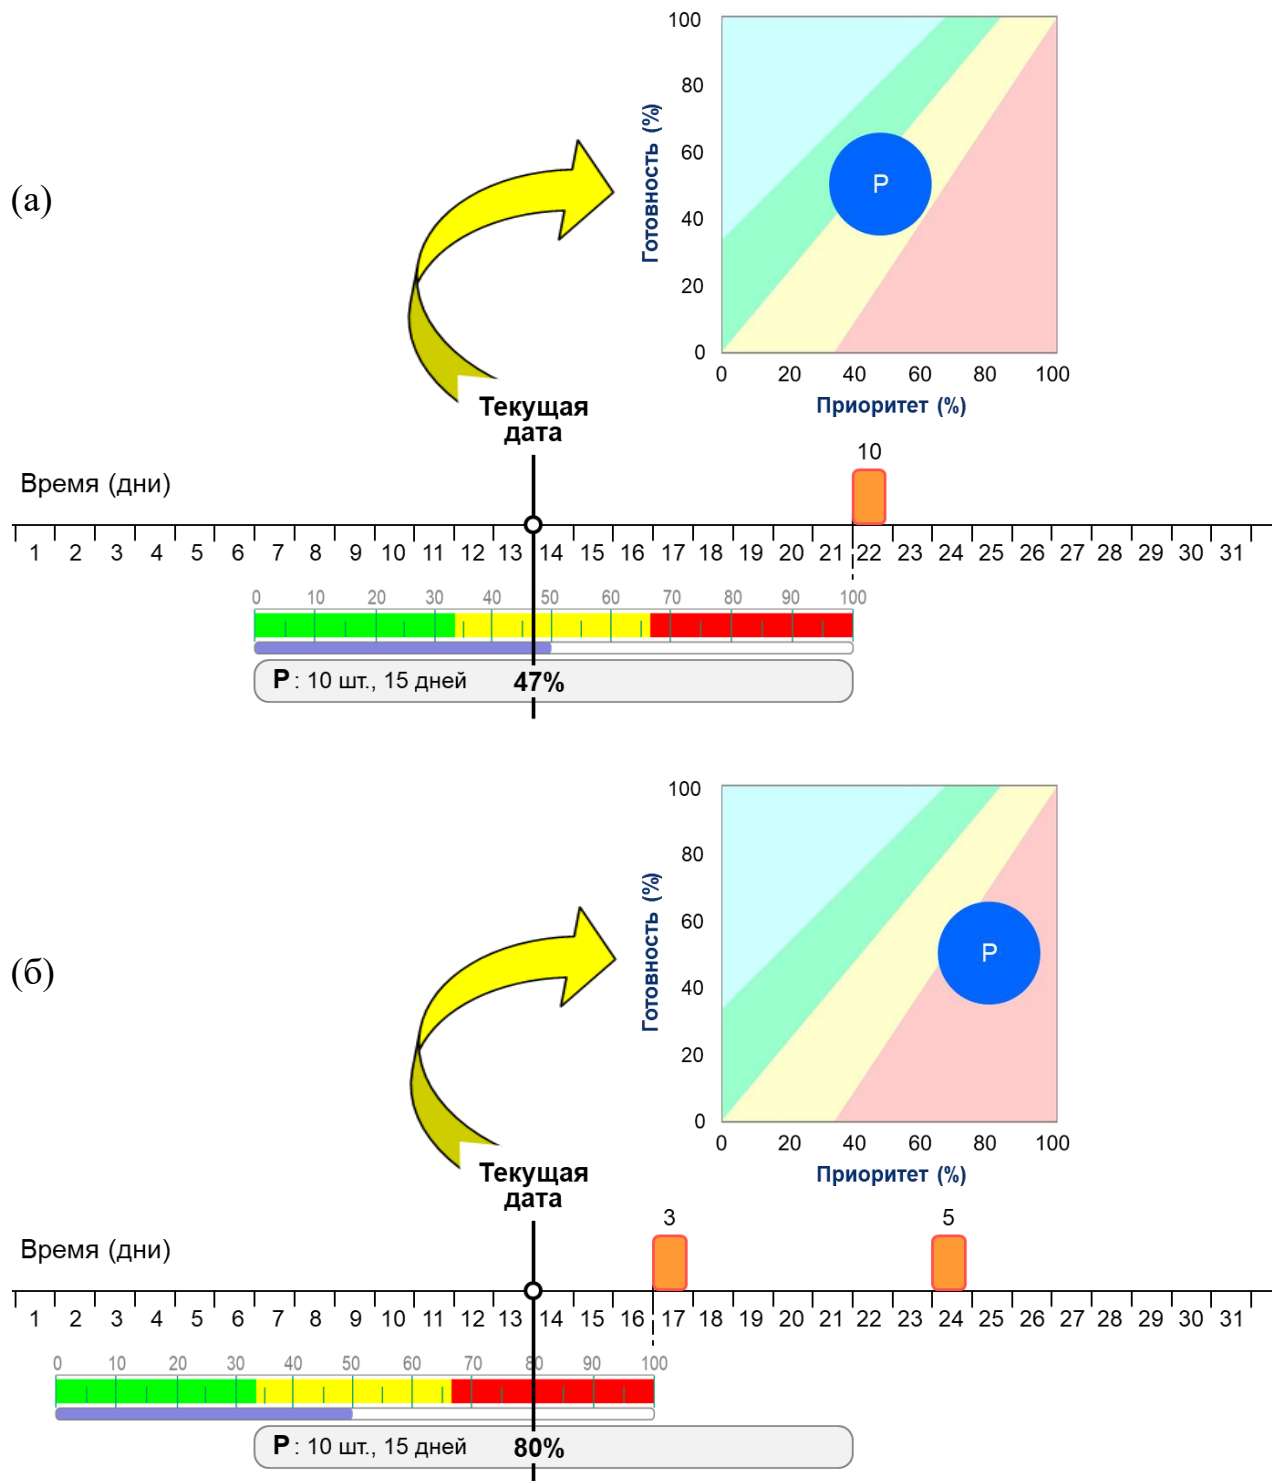 (а)
100
80
60
40
20
0
Готовность (%)
P
0 20 40 60 80 100
Приоритет (%)
Текущая
дата
10
Время (дни)
1 2 3 4 5 6 7 8 9 10 11 12 13 14 15 16 17 18 19 20 21 22 23 24 25 26 27 28 29 30 31
0 10 20 30 40 50 60 70 80 90 100
P : 10 шт., 15 дней 47%
(б)
100
80
60
40
20
0
Готовность (%)
P
0 20 40 60 80 100
Приоритет (%)
Текущая
дата
3 5
Время (дни)
1 2 3 4 5 6 7 8 9 10 11 12 13 14 15 16 17 18 19 20 21 22 23 24 25 26 27 28 29 30 31
0 10 20 30 40 50 60 70 80 90 100
P : 10 шт., 15 дней 80%